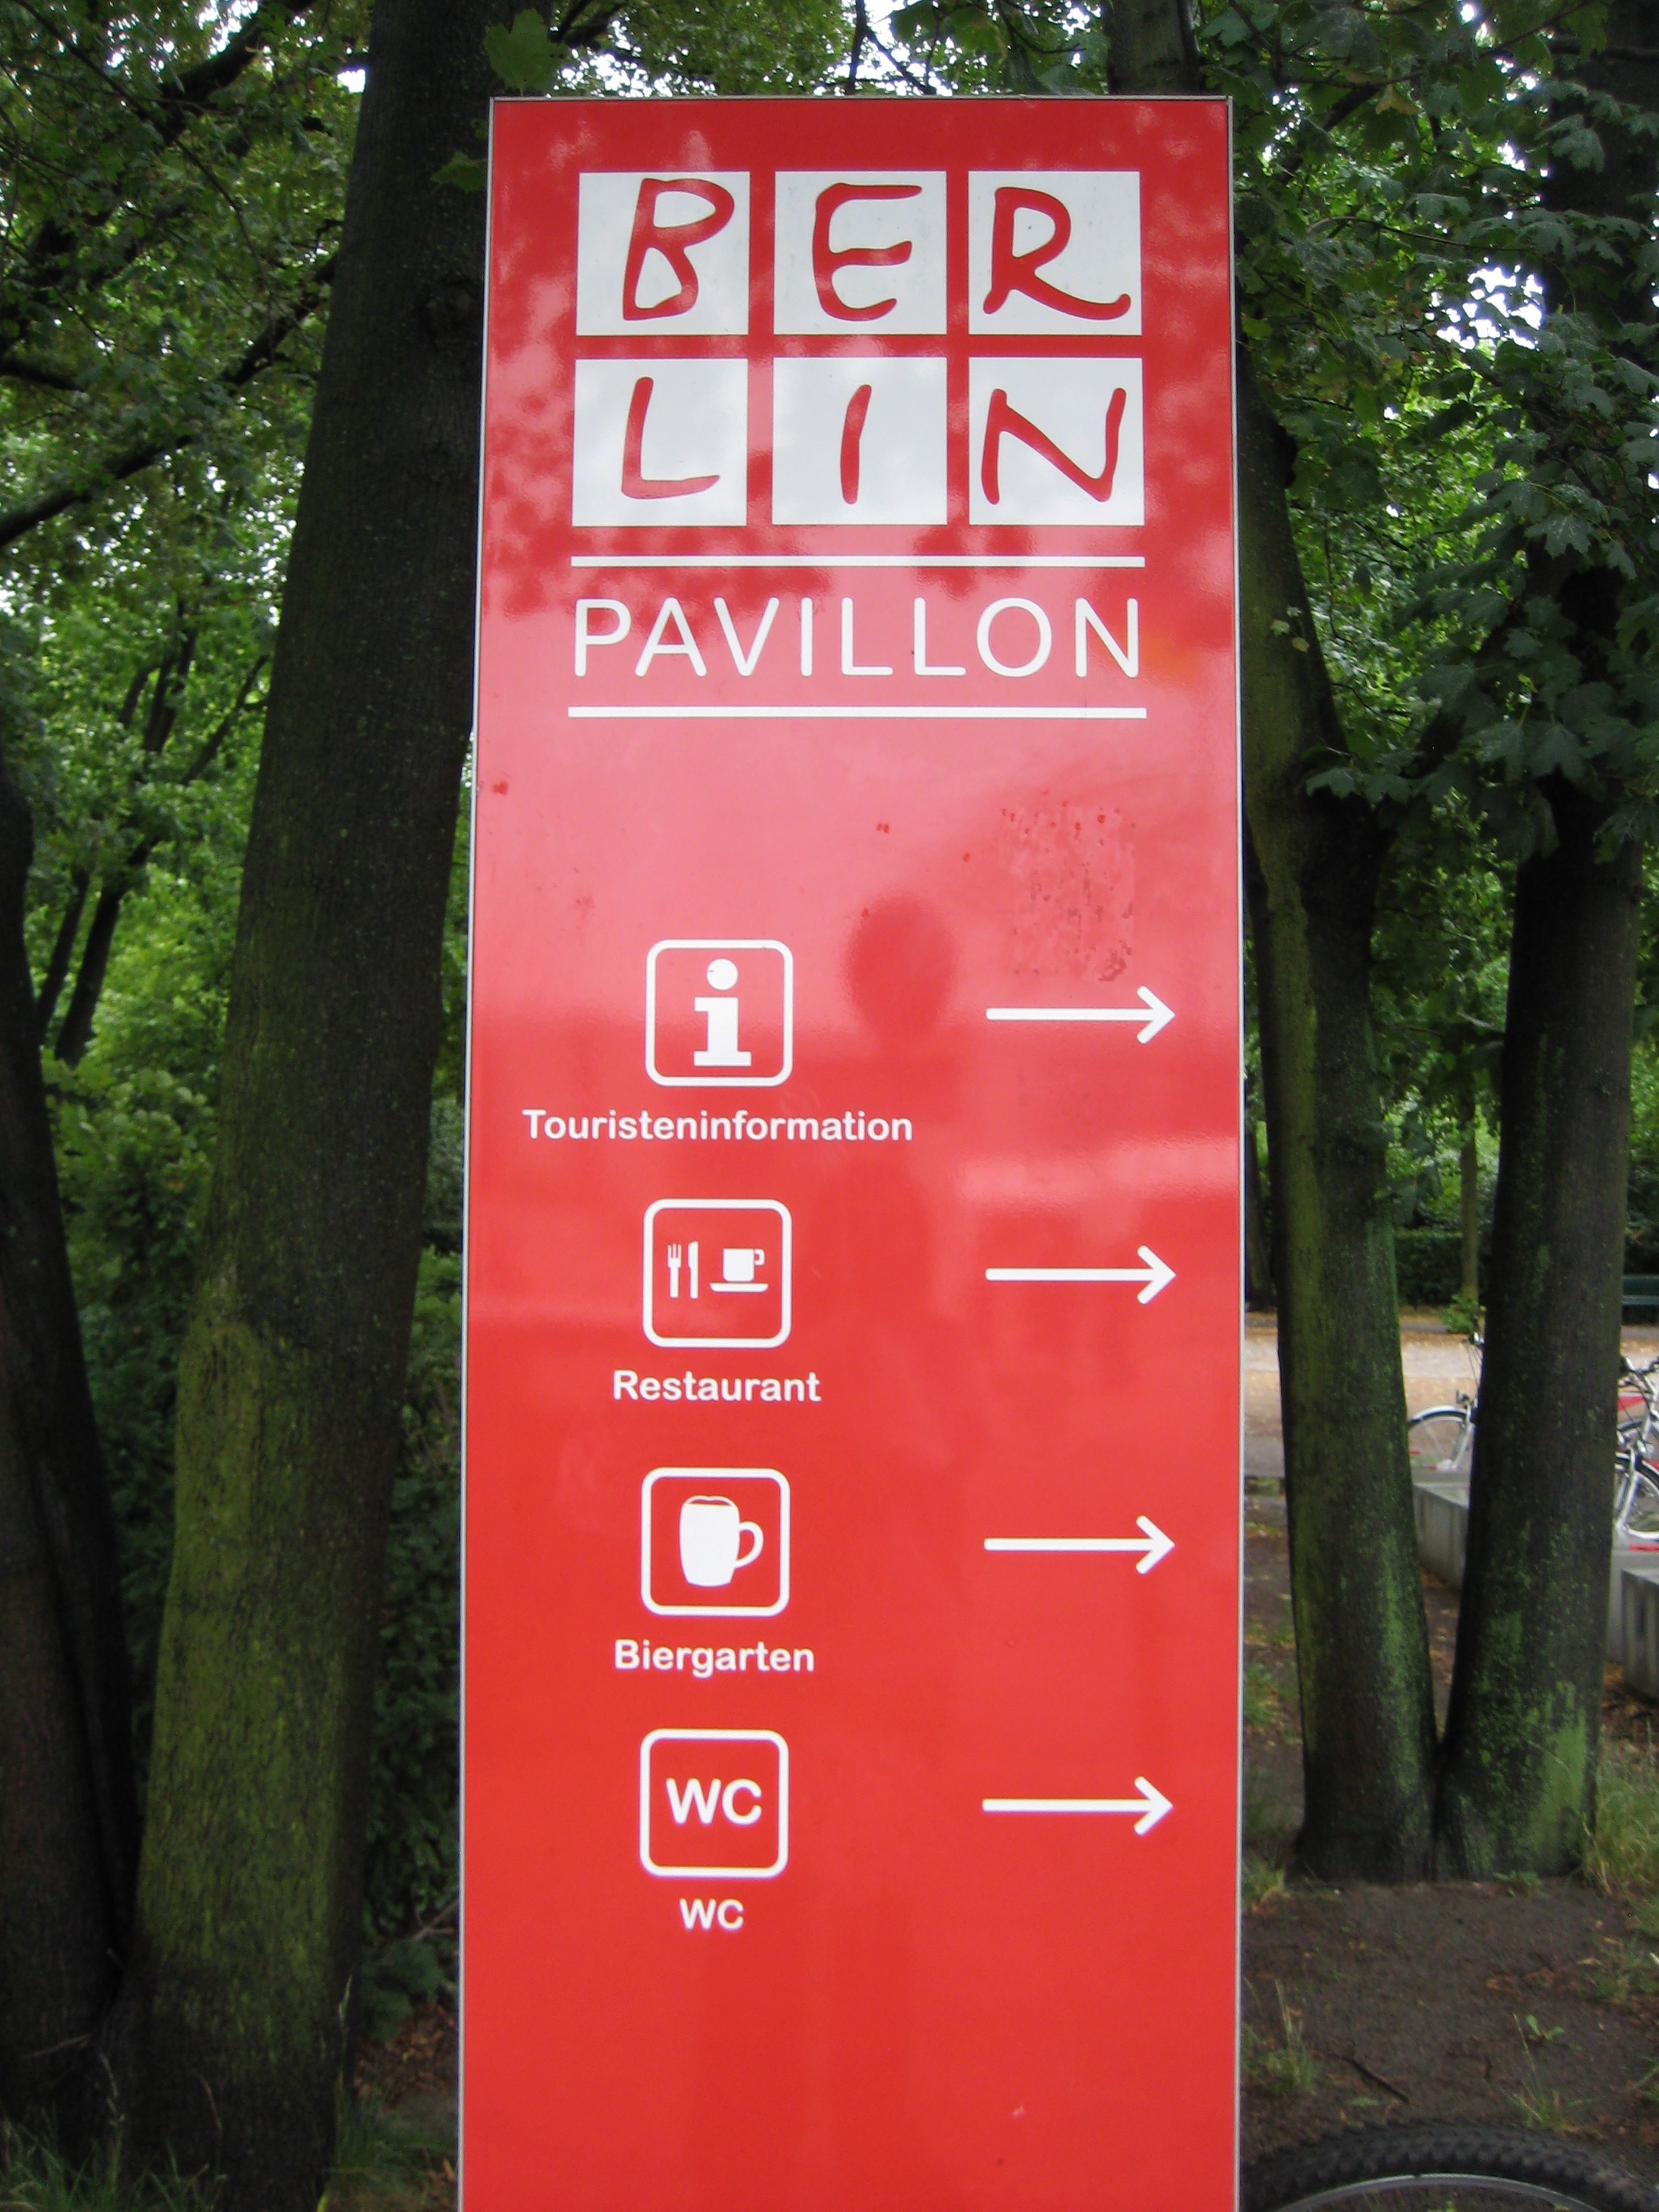 BER
LIN
PAVILLON
i
Touristeninformation
Restaurant
Biergarten
WC
WC